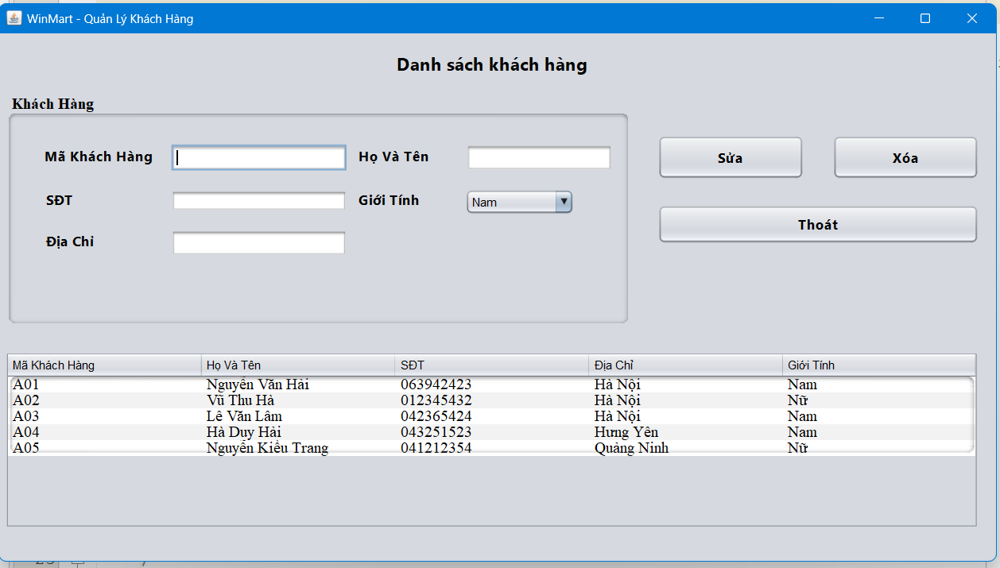 WinMart - Quản Lý Khách Hàng
Danh sách khách hàng
Khách Hàng
Mã Khách Hàng Họ Và Tên
SĐT Giới Tính Nam
Địa Chỉ
Sửa Xóa
Thoát
Mã Khách Hàng Họ Và Tên SĐT Địa Chỉ Giới Tính
A01 Nguyễn Văn Hải 063942423 Hà Nội Nam
A02 Vũ Thu Hà 012345432 Hà Nội Nữ
A03 Lê Văn Lâm 042365424 Hà Nội Nam
A04 Hà Duy Hải 043251523 Hưng Yên Nam
A05 Nguyễn Kiều Trang 041212354 Quảng Ninh Nữ